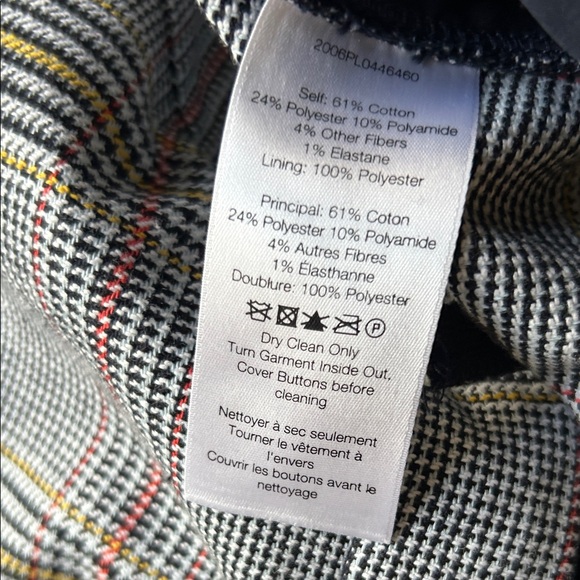 2006PL0446460
Self: 61% Cotton
24% Polyester 10% Polyamide
4% Other Fibers
1% Elastane
Lining: 100% Polyester
Principal: 61% Coton
24% Polyester 10% Polyamide
4% Autres Fibres
1% Élasthanne
Doublure: 100% Polyester
P
Dry Clean Only
Turn Garment Inside Out,
Cover Buttons before
cleaning
Nettoyer à sec seulement
Tourner le vêtement à
l'envers
Couvrir les boutons avant le
nettoyage